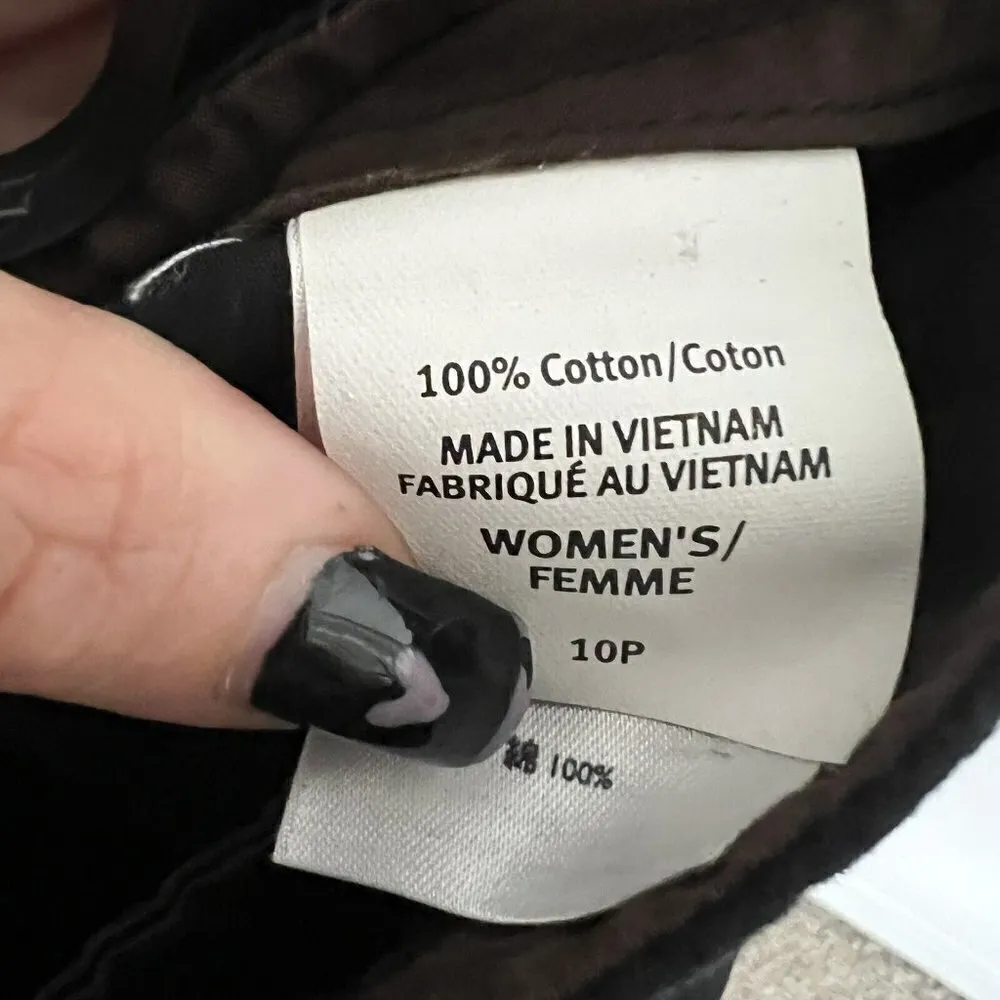 100% Cotton/Coton
MADE IN VIETNAM
FABRIQUÉ AU VIETNAM
WOMEN'S/
FEMME
10P
綿 100%